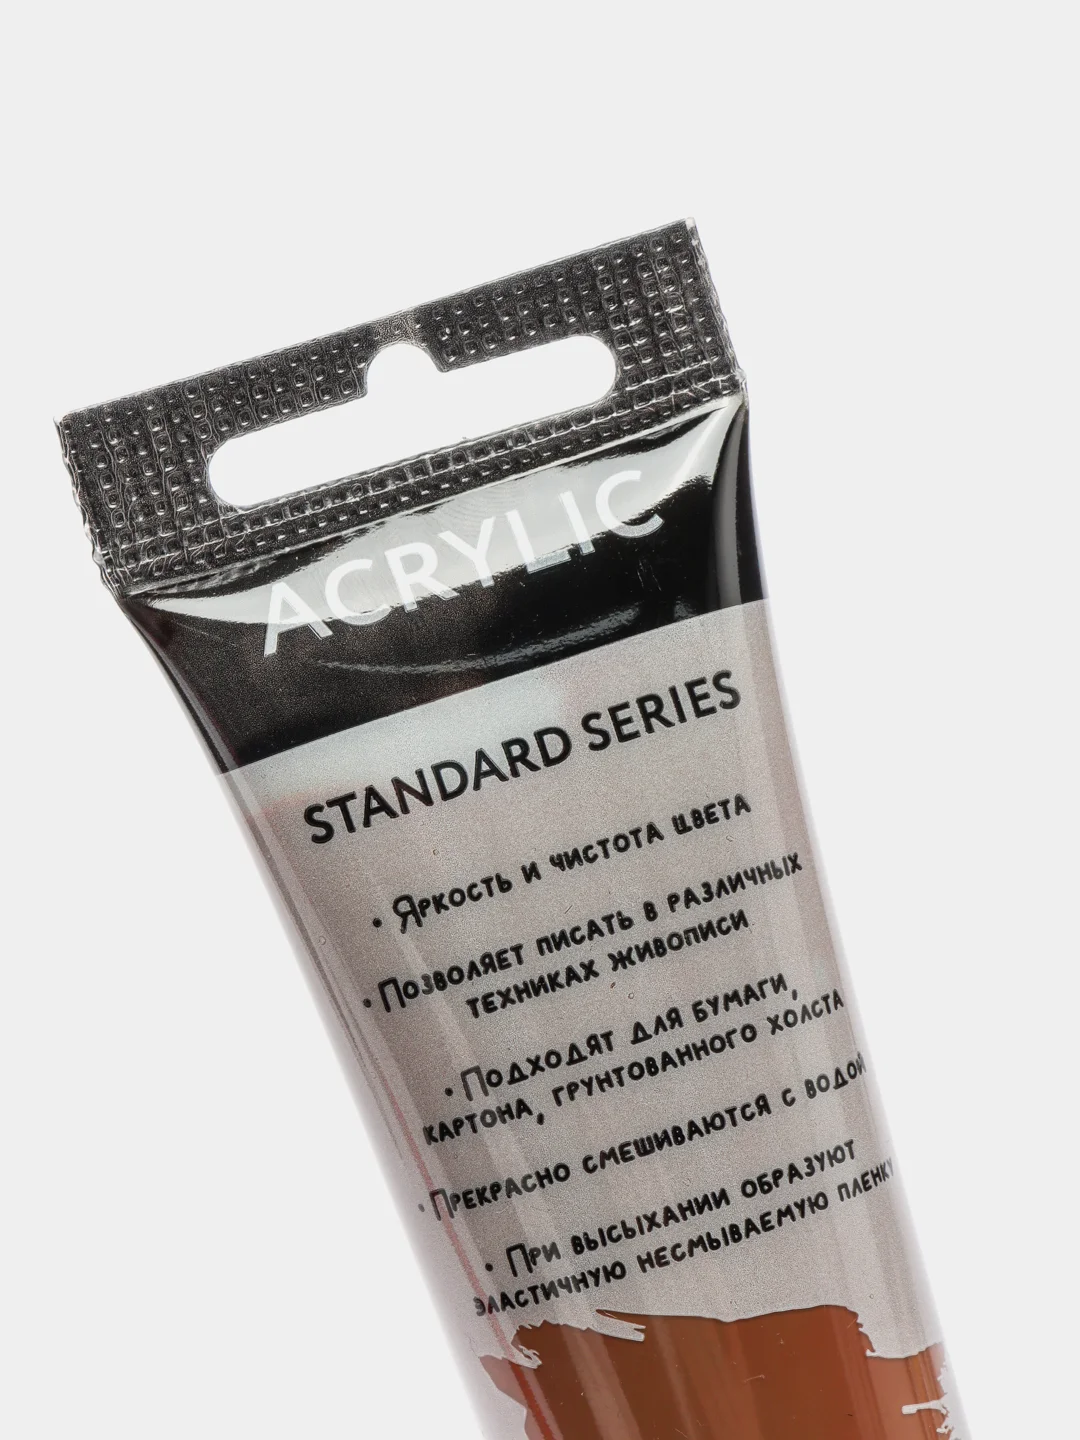 ACRYLIC
STANDARD SERIES
• Яркость и чистота цвета
• Позволяет писать в различных
техниках живописи
• Подходят для бумаги,
картона, грунтованного холста
• Прекрасно смешиваются с водой
• При высыхании образуют
эластичную несмываемую пленку